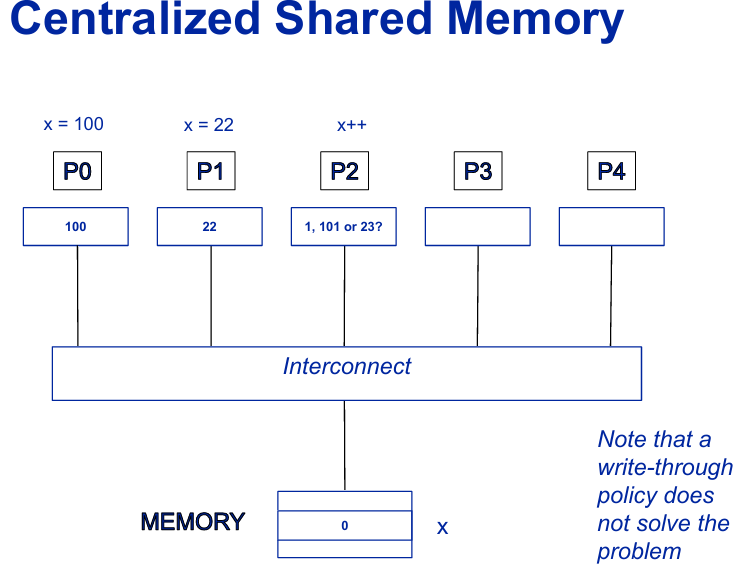 Centralized Shared Memory
x = 100
x = 22
x++
P0
P1
P2
P3
P4
100
22
1, 101 or 23?
Interconnect
Note that a
write-through
policy does
not solve the
problem
MEMORY
0
x